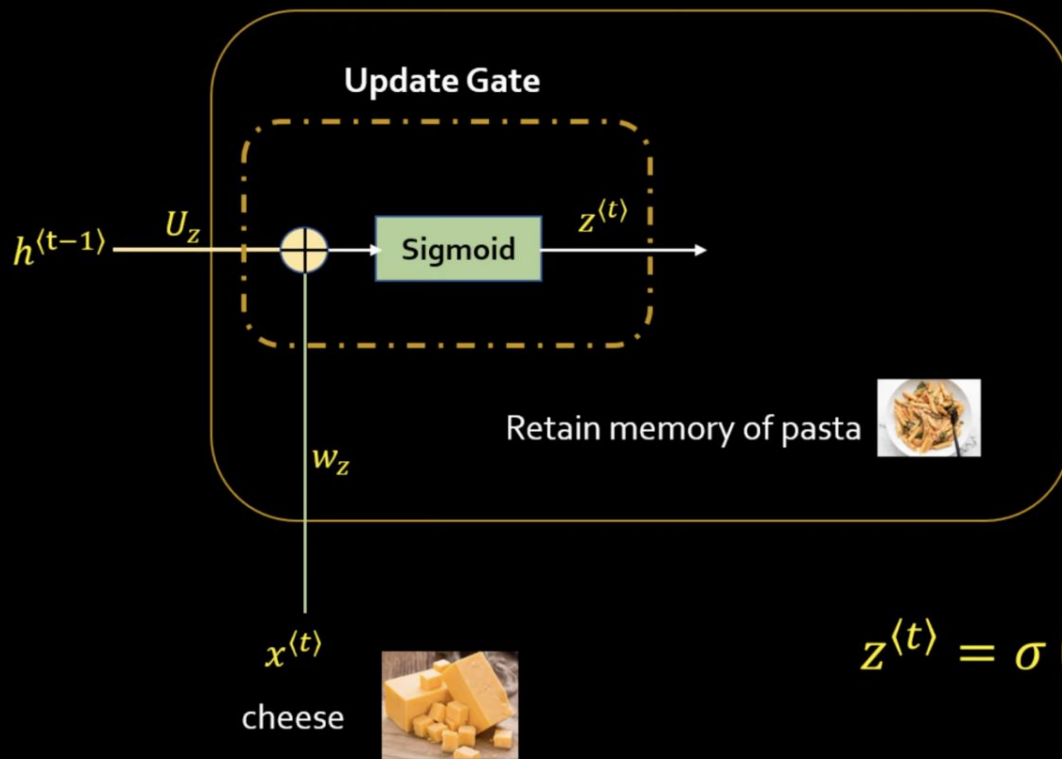 Update Gate
h⟨t−1⟩
U_z
Sigmoid
z⟨t⟩
Retain memory of pasta
w_z
x⟨t⟩
z⟨t⟩ = σ
cheese